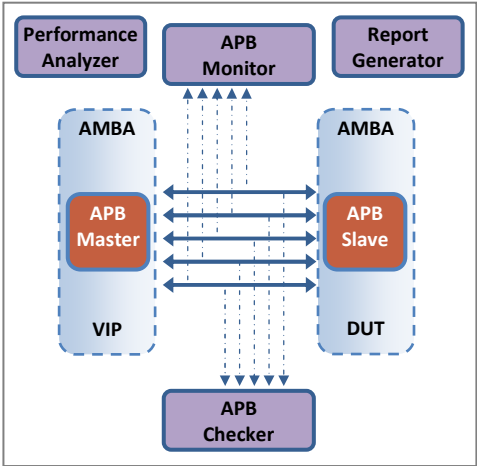 Performance
Analyzer
APB
Monitor
Report
Generator
AMBA
AMBA
APB
Master
APB
Slave
VIP
DUT
APB
Checker